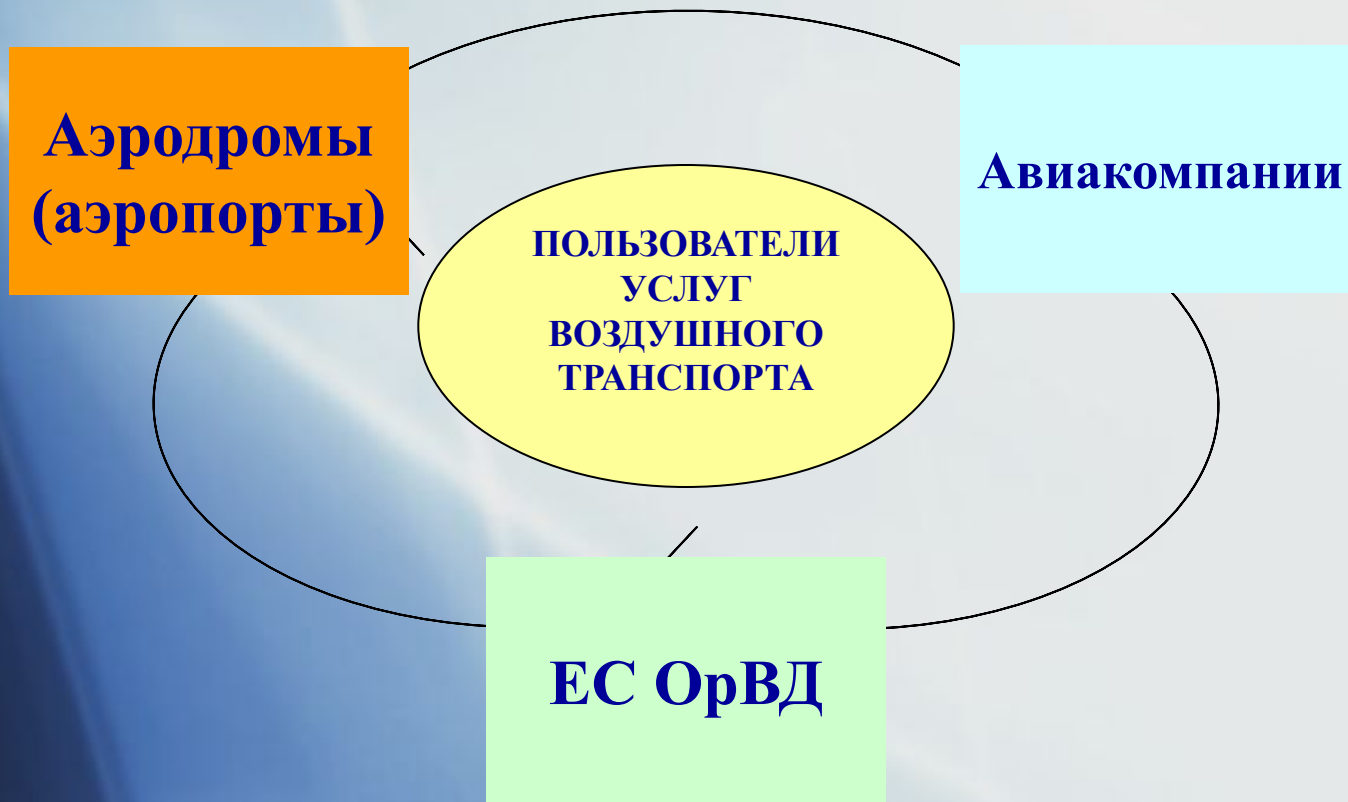 Аэродромы
(аэропорты)
Авиакомпании
ПОЛЬЗОВАТЕЛИ
УСЛУГ
ВОЗДУШНОГО
ТРАНСПОРТА
ЕС ОрВД